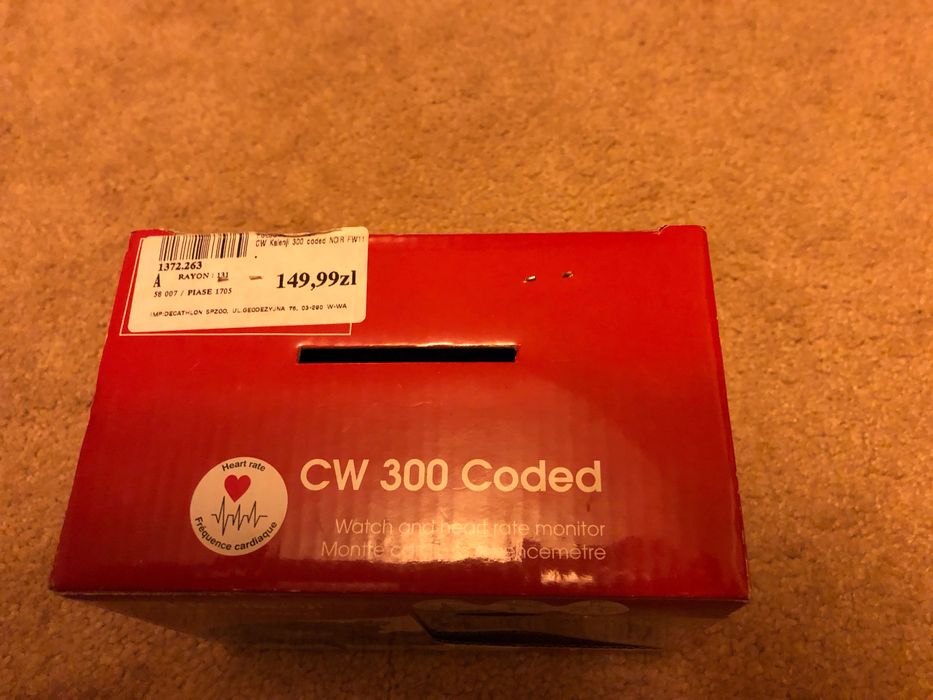 CW Kalenji 300 coded NOIR FW11
1372.263
A RAYON: 131 - 149,99zl
58 007 / PIASE 1705
IMP:DECATHLON SPZOO, UL.GEODEZYJNA 76, 03-290 W-WA
Heart rate
Fréquence cardiaque
CW 300 Coded
Watch and heart rate monitor
Montre